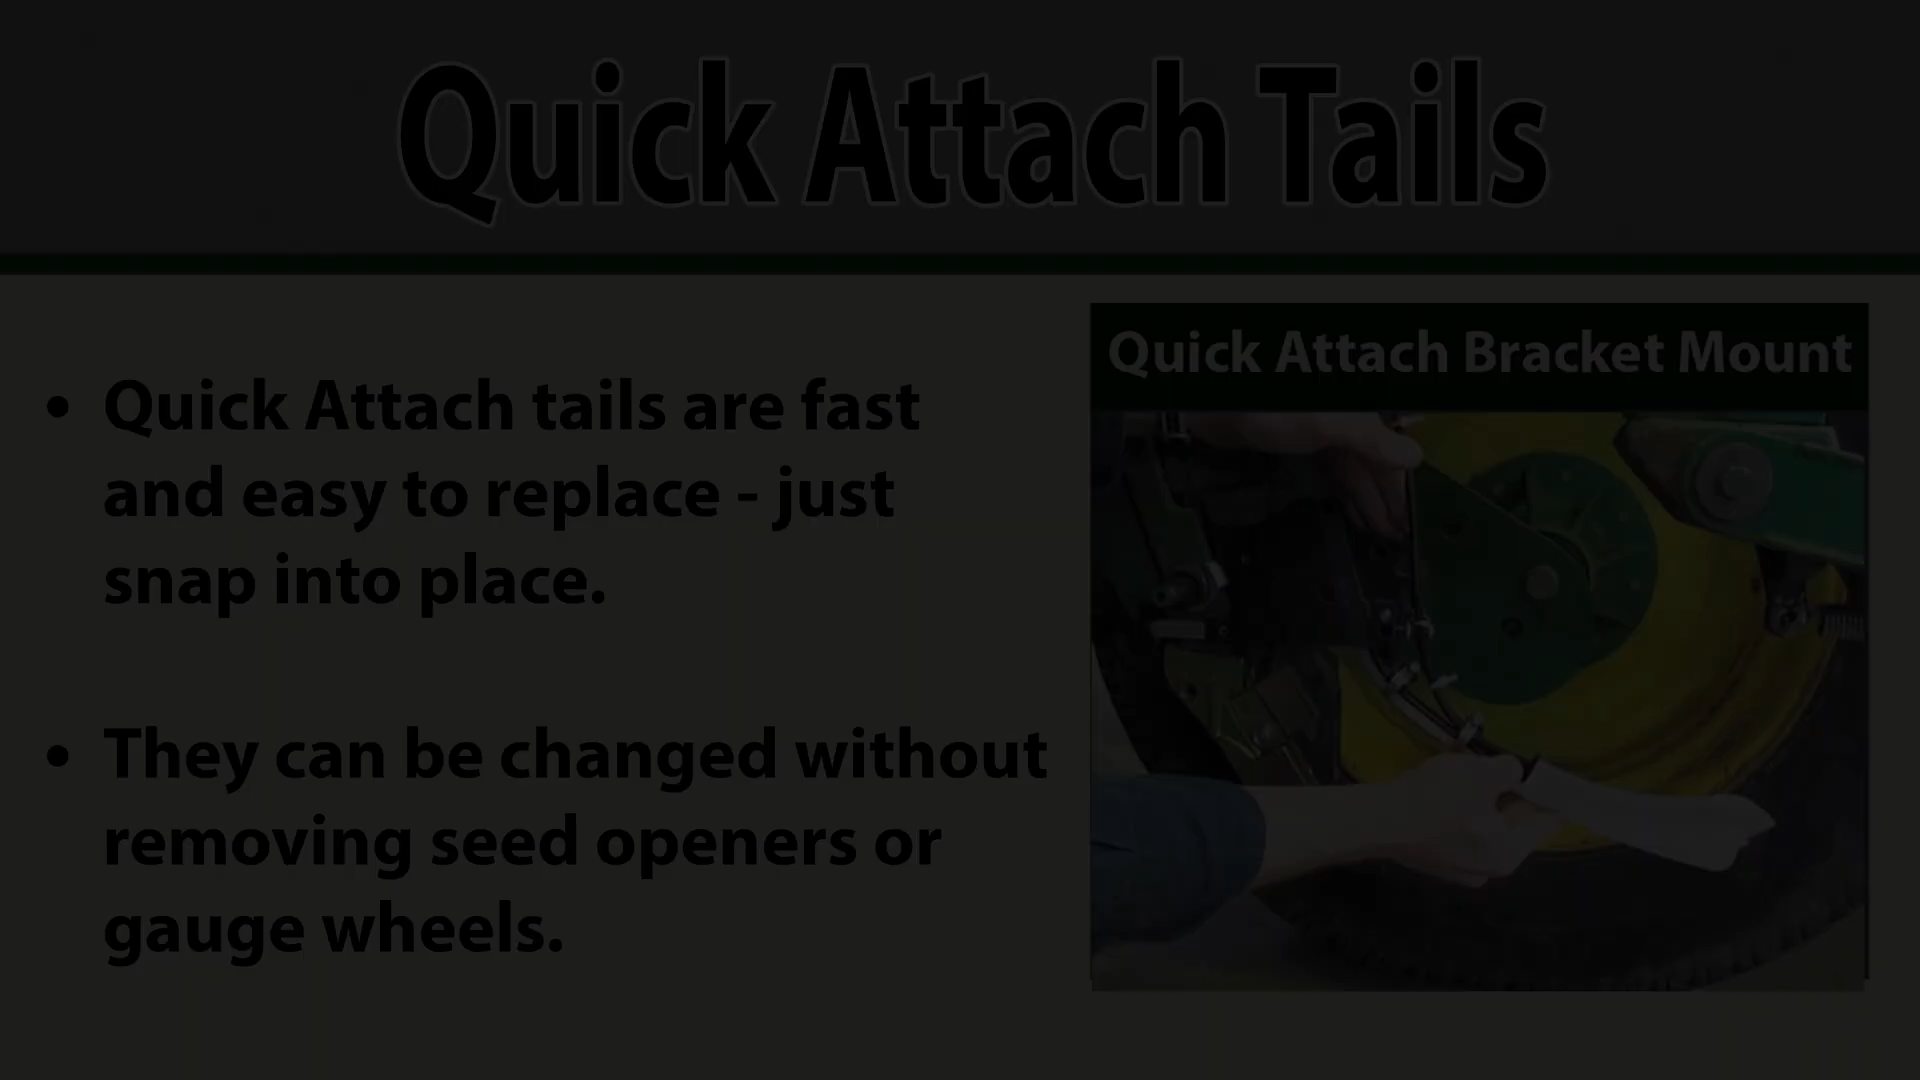 Quick Attach Tails
• Quick Attach tails are fast
and easy to replace - just
snap into place.
• They can be changed without
removing seed openers or
gauge wheels.
Quick Attach Bracket Mount